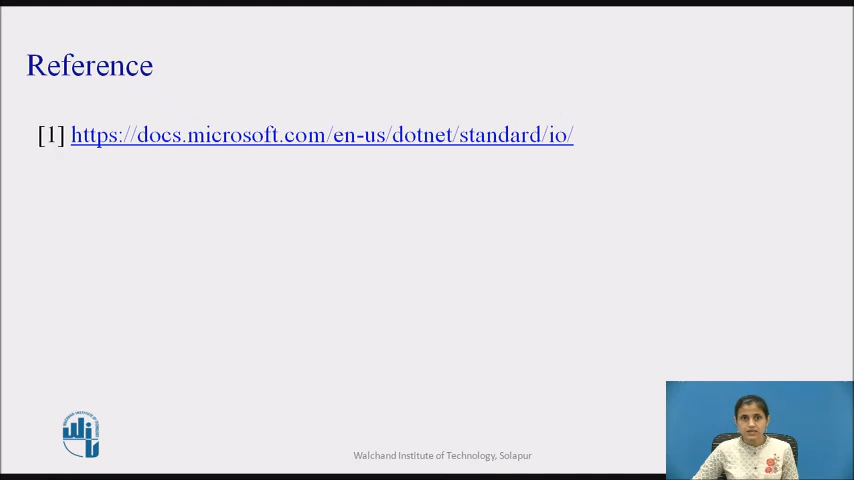 Reference
[1] https://docs.microsoft.com/en-us/dotnet/standard/io/
Walchand Institute of Technology, Solapur